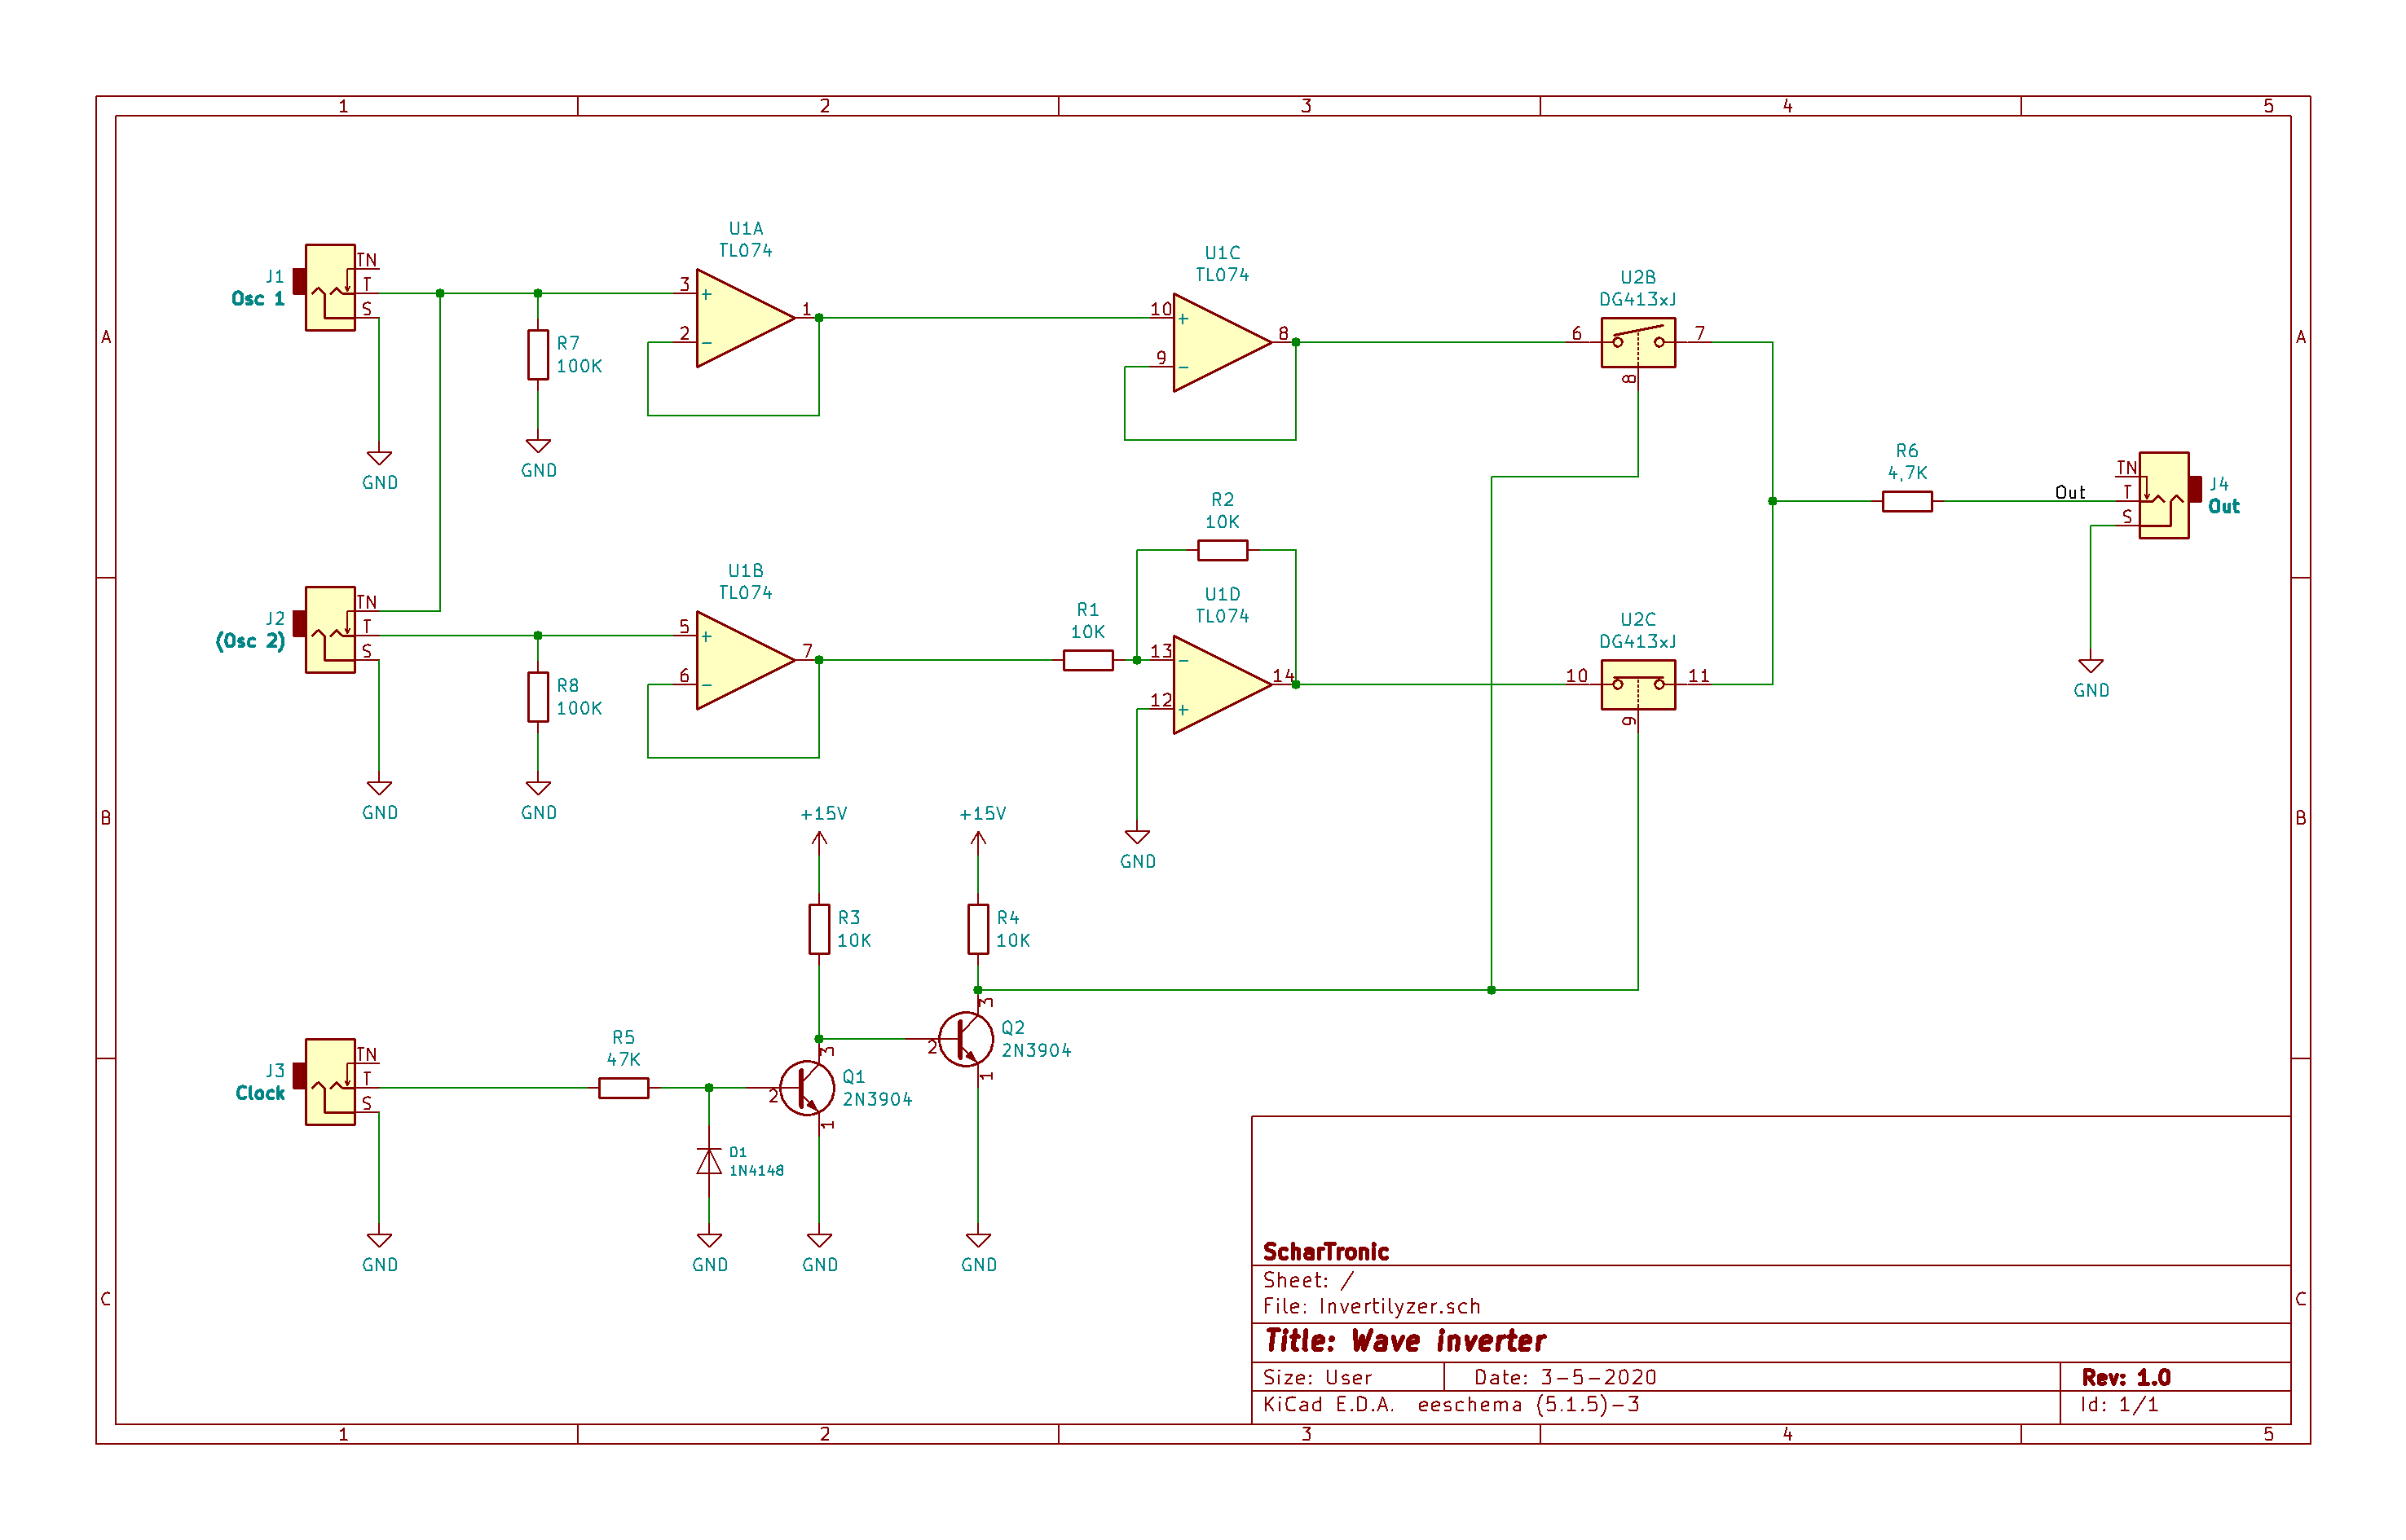 1 2 3 4 5
A A
B B
C C
U1A
TL074
3
+
2
−
1
U1C
TL074
10
+
9
−
8
U2B
DG413xJ
6
7
8
J1
Osc 1
TN
T
S
R7
100K
GND
GND
R6
4,7K
Out
TN
T
S
J4
Out
GND
R2
10K
U1B
TL074
5
+
6
−
7
R1
10K
U1D
TL074
13
−
12
+
14
U2C
DG413xJ
10
11
9
J2
(Osc 2)
TN
T
S
R8
100K
GND
GND
GND
+15V
+15V
R3
10K
R4
10K
J3
Clock
TN
T
S
R5
47K
Q1
2N3904
2
3
1
Q2
2N3904
2
3
1
D1
1N4148
GND
GND
GND
GND
ScharTronic
Sheet: /
File: Invertilyzer.sch
Title: Wave inverter
Size: User
Date: 3-5-2020
Rev: 1.0
KiCad E.D.A. eeschema (5.1.5)-3
Id: 1/1
1 2 3 4 5